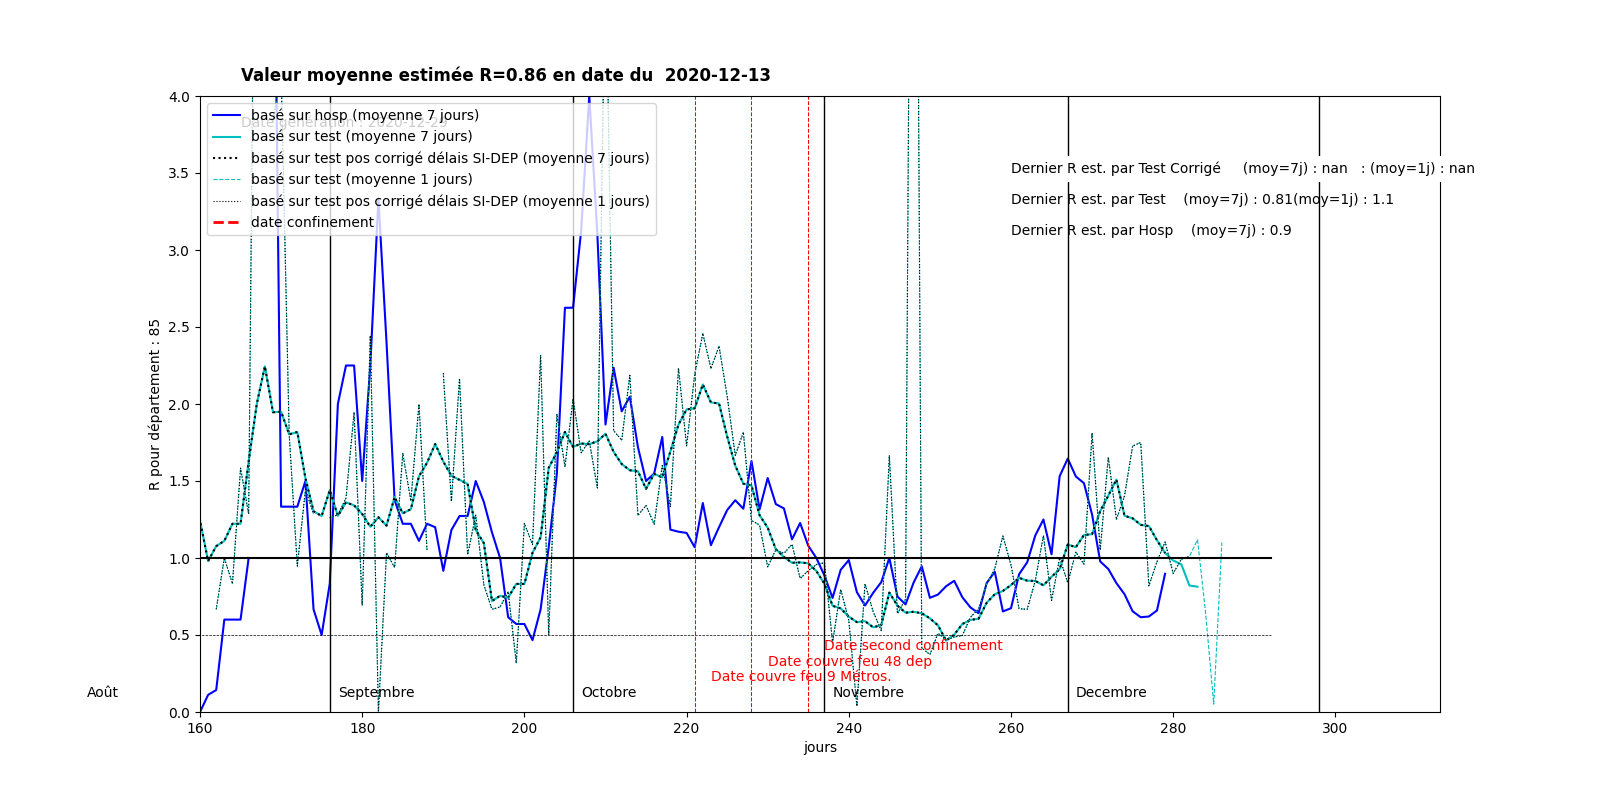 Valeur moyenne estimée R=0.86 en date du  2020-12-13
4.0
3.5
3.0
2.5
2.0
1.5
1.0
0.5
0.0
R pour département : 85
basé sur hosp (moyenne 7 jours)
basé sur test (moyenne 7 jours)
basé sur test pos corrigé délais SI-DEP (moyenne 7 jours)
basé sur test (moyenne 1 jours)
basé sur test pos corrigé délais SI-DEP (moyenne 1 jours)
date confinement
Dernier R est. par Test Corrigé     (moy=7j) : nan   : (moy=1j) : nan
Dernier R est. par Test    (moy=7j) : 0.81(moy=1j) : 1.1
Dernier R est. par Hosp    (moy=7j) : 0.9
Date second confinement
Date couvre feu 48 dep
Date couvre feu 9 Métros.
Août
Septembre
Octobre
Novembre
Decembre
160
180
200
220
240
260
280
300
jours